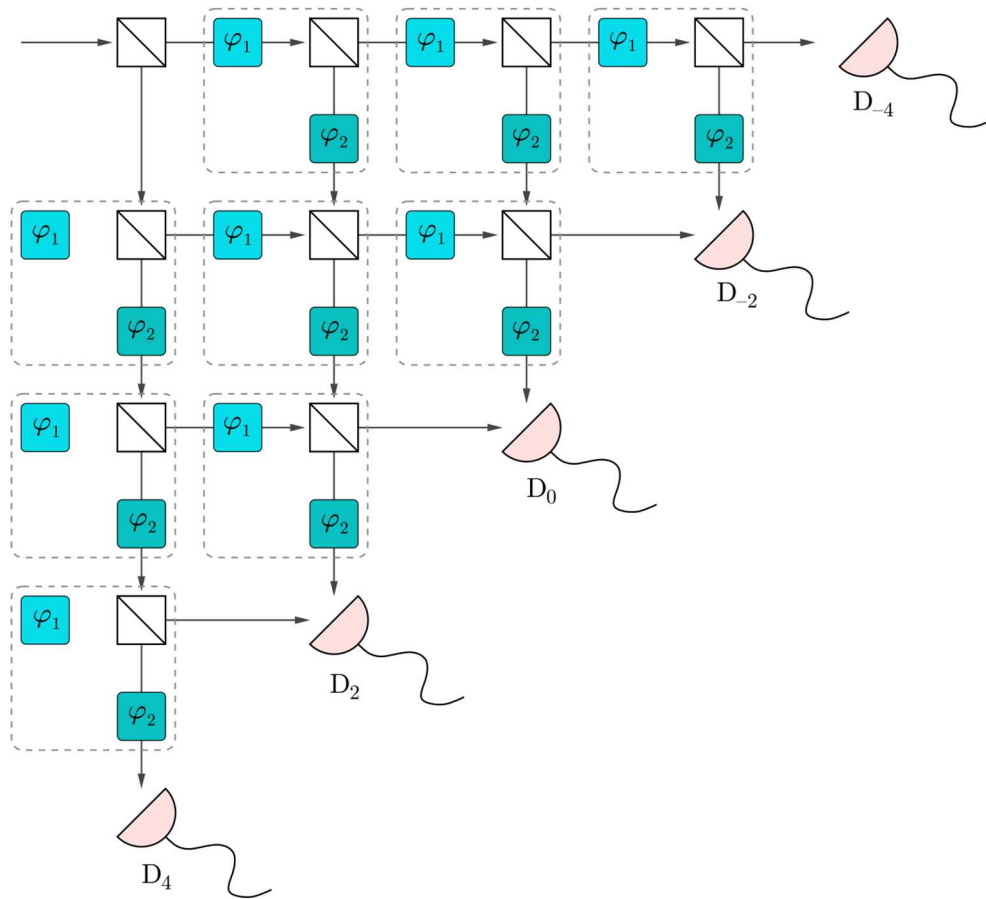 φ₁ φ₁ φ₁
D₋₄
φ₂ φ₂ φ₂
φ₁ φ₁ φ₁
D₋₂
φ₂ φ₂ φ₂
φ₁ φ₁
D₀
φ₂ φ₂
φ₁
D₂
φ₂
D₄